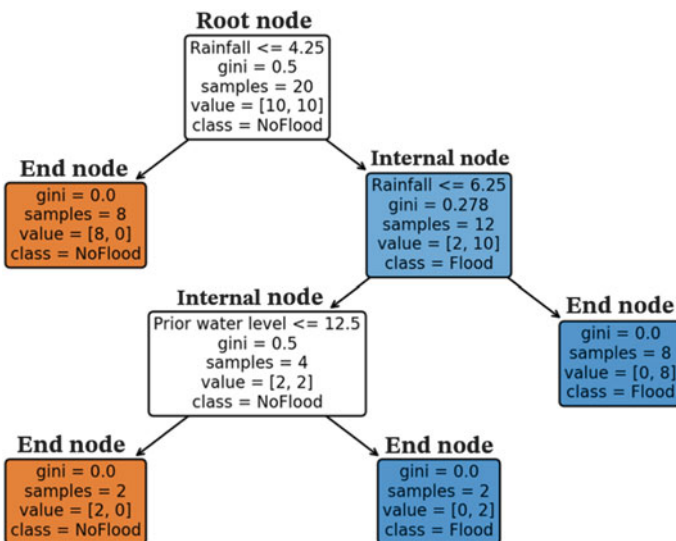 Root node
Rainfall <= 4.25
gini = 0.5
samples = 20
value = [10, 10]
class = NoFlood
End node
gini = 0.0
samples = 8
value = [8, 0]
class = NoFlood
Internal node
Rainfall <= 6.25
gini = 0.278
samples = 12
value = [2, 10]
class = Flood
Internal node
Prior water level <= 12.5
gini = 0.5
samples = 4
value = [2, 2]
class = NoFlood
End node
gini = 0.0
samples = 8
value = [0, 8]
class = Flood
End node
gini = 0.0
samples = 2
value = [2, 0]
class = NoFlood
End node
gini = 0.0
samples = 2
value = [0, 2]
class = Flood